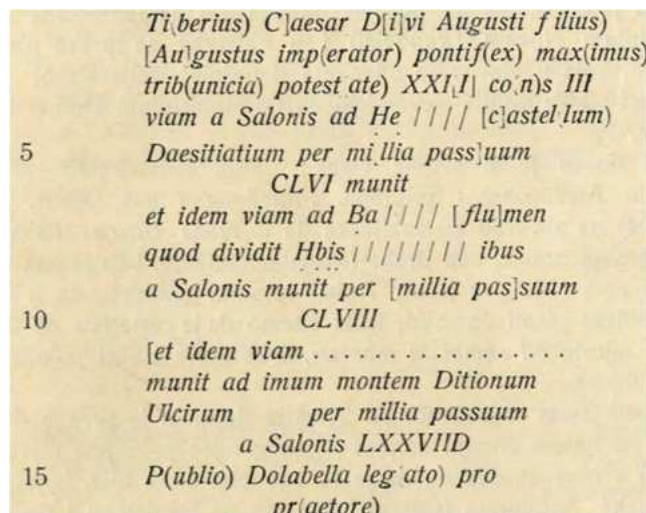 Ti(berius) C]aesar D[i]vi Augusti f ilius)
[Au]gustus imp(erator) pontif(ex) max(imus)
trib(unicia) potest ate) XXI[I] co(n)s III
viam a Salonis ad He //// [c]astel lum)
5 Daesitiatium per mi[llia pass]uum
CLVI munit
et idem viam ad Ba //// [flu]men
quod dividit Hbis //////// ibus
a Salonis munit per [millia pas]suum
10 CLVIII
[et idem viam . . . . . . . . . . . . . . . . . .
munit ad imum montem Ditionum
Ulcirum per millia passuum
a Salonis LXXVIID
15 P(ublio) Dolabella leg ato) pro
pr(aetore)